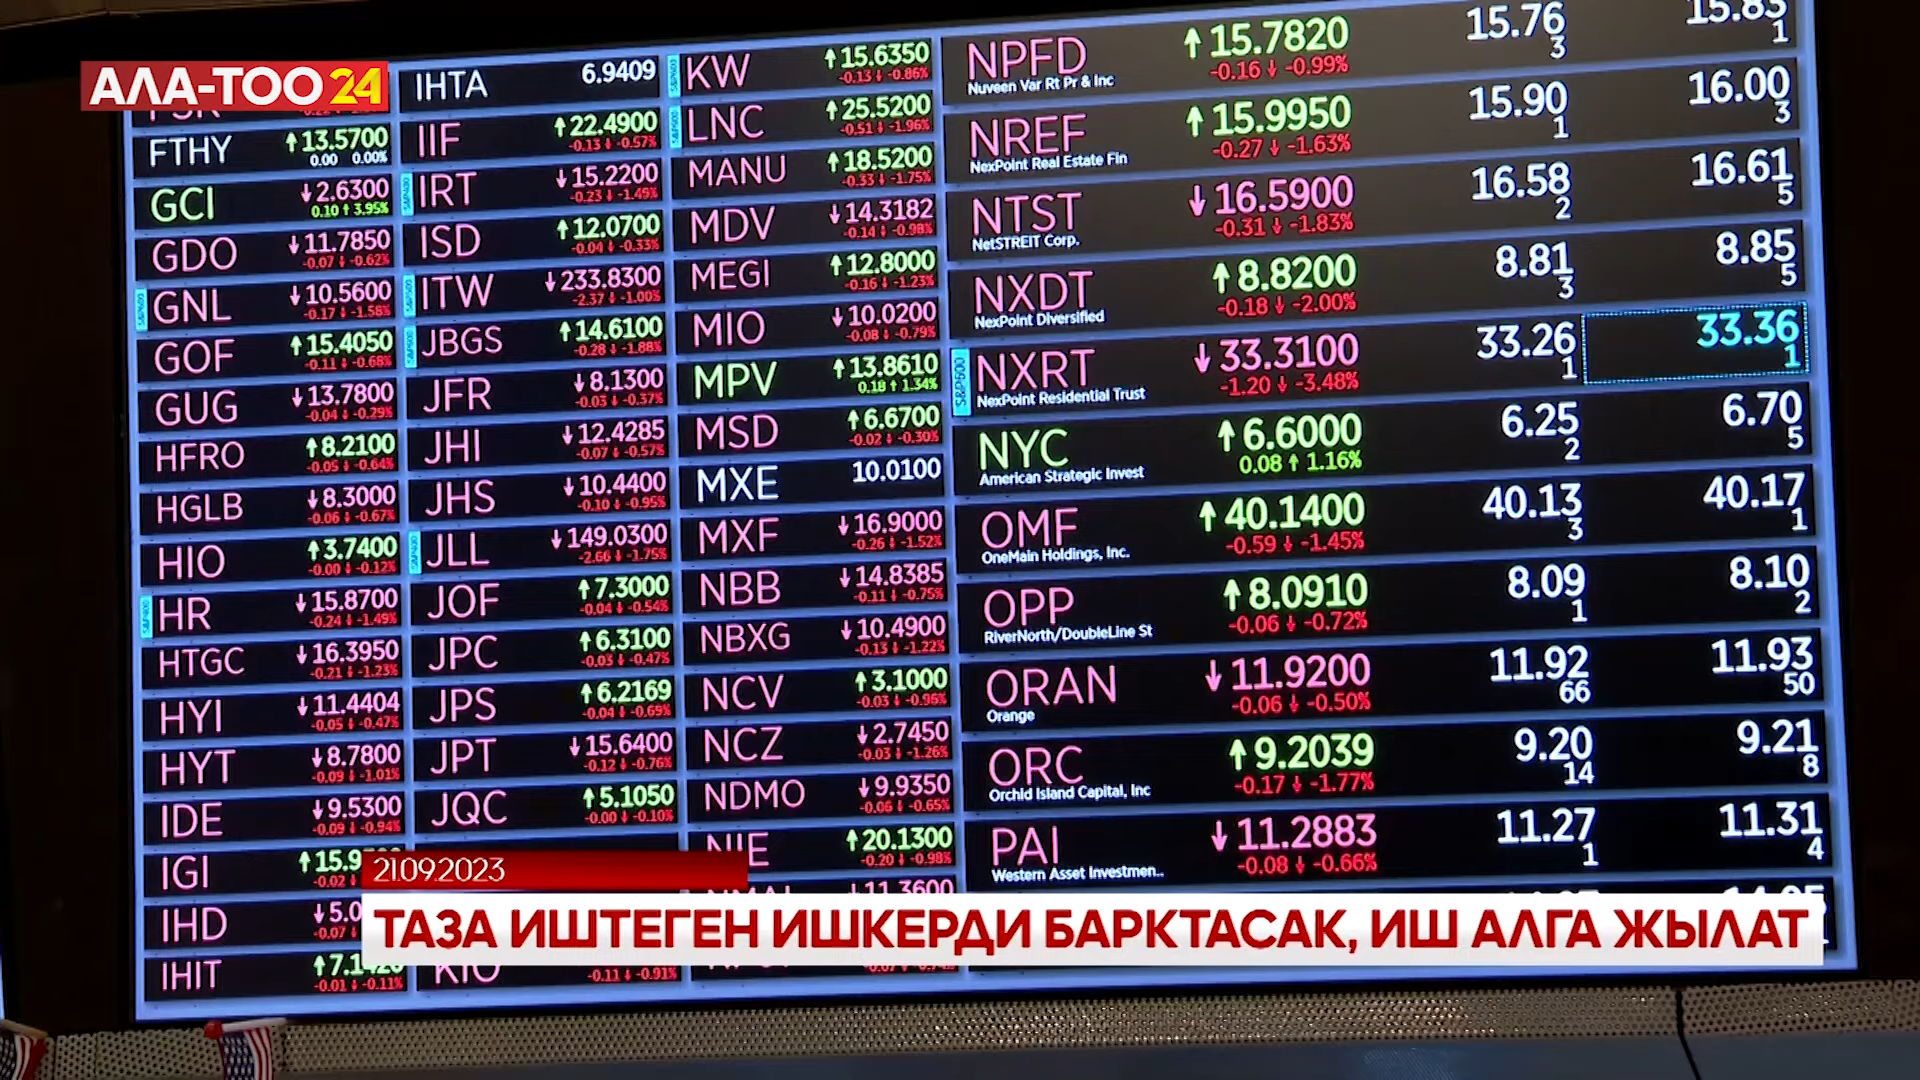 АЛА-ТОО 24
FTHY 13.5700 0.00 0.00%
GCI 2.6300 0.10 3.95%
GDO 11.7850 -0.07 -0.62%
GNL 10.5600 -0.17 -1.58%
GOF 15.4050 -0.11 -0.68%
GUG 13.7800 -0.04 -0.29%
HFRO 8.2100 -0.05 -0.64%
HGLB 8.3000 -0.06 -0.67%
HIO 3.7400 -0.00 -0.12%
HR 15.8700 -0.24 -1.49%
HTGC 16.3950 -0.21 -1.23%
HYI 11.4404 -0.05 -0.47%
HYT 8.7800 -0.09 -1.01%
IDE 9.5300 -0.09 -0.94%
IGI -0.02
IHD -0.07
IHIT -0.01 -0.11%
IHTA 6.9409
IIF 22.4900 -0.13 -0.57%
IRT 15.2200 -0.23 -1.49%
ISD 12.0700 -0.04 -0.33%
ITW 233.8300 -2.37 -1.00%
JBGS 14.6100 -0.28 -1.88%
JFR 8.1300 -0.03 -0.37%
JHI 12.4285 -0.07 -0.57%
JHS 10.4400 -0.10 -0.95%
JLL 149.0300 -2.66 -1.75%
JOF 7.3000 -0.04 -0.54%
JPC 6.3100 -0.03 -0.47%
JPS 6.2169 -0.04 -0.69%
JPT 15.6400 -0.12 -0.76%
JQC 5.1050 -0.00 -0.10%
KIO -0.11 -0.91%
KW 15.6350 -0.13 -0.86%
LNC 25.5200 -0.51 -1.96%
MANU 18.5200 -0.33 -1.75%
MDV 14.3182 -0.14 -0.98%
MEGI 12.8000 -0.16 -1.23%
MIO 10.0200 -0.08 -0.79%
MPV 13.8610 0.18 1.34%
MSD 6.6700 -0.02 -0.30%
MXE 10.0100
MXF 16.9000 -0.26 -1.52%
NBB 14.8385 -0.11 -0.75%
NBXG 10.4900 -0.13 -1.22%
NCV 3.1000 -0.03 -0.96%
NCZ 2.7450 -0.03 -1.26%
NDMO 9.9350 -0.06 -0.65%
NIE 20.1300 -0.20 -0.98%
11.3600
NPFD 15.7820 15.76 15.83
Nuveen Var Rt Pr & Inc -0.16 -0.99% 3 1
NREF 15.9950 15.90 16.00
NexPoint Real Estate Fin -0.27 -1.63% 1 3
NTST 16.5900 16.58 16.61
NetSTREIT Corp. -0.31 -1.83% 2 5
NXDT 8.8200 8.81 8.85
NexPoint Diversified -0.18 -2.00% 3 5
S&P600 NXRT 33.3100 33.26 33.36
NexPoint Residential Trust -1.20 -3.48% 1 1
NYC 6.6000 6.25 6.70
American Strategic Invest 0.08 1.16% 2 5
OMF 40.1400 40.13 40.17
OneMain Holdings, Inc. -0.59 -1.45% 3 1
OPP 8.0910 8.09 8.10
RiverNorth/DoubleLine St -0.06 -0.72% 1 2
ORAN 11.9200 11.92 11.93
Orange -0.06 -0.50% 66 50
ORC 9.2039 9.20 9.21
Orchid Island Capital, Inc -0.17 -1.77% 14 8
PAI 11.2883 11.27 11.31
Western Asset Investmen.. -0.08 -0.66% 1 4
21.09.2023
ТАЗА ИШТЕГЕН ИШКЕРДИ БАРКТАСАК, ИШ АЛГА ЖЫЛАТ